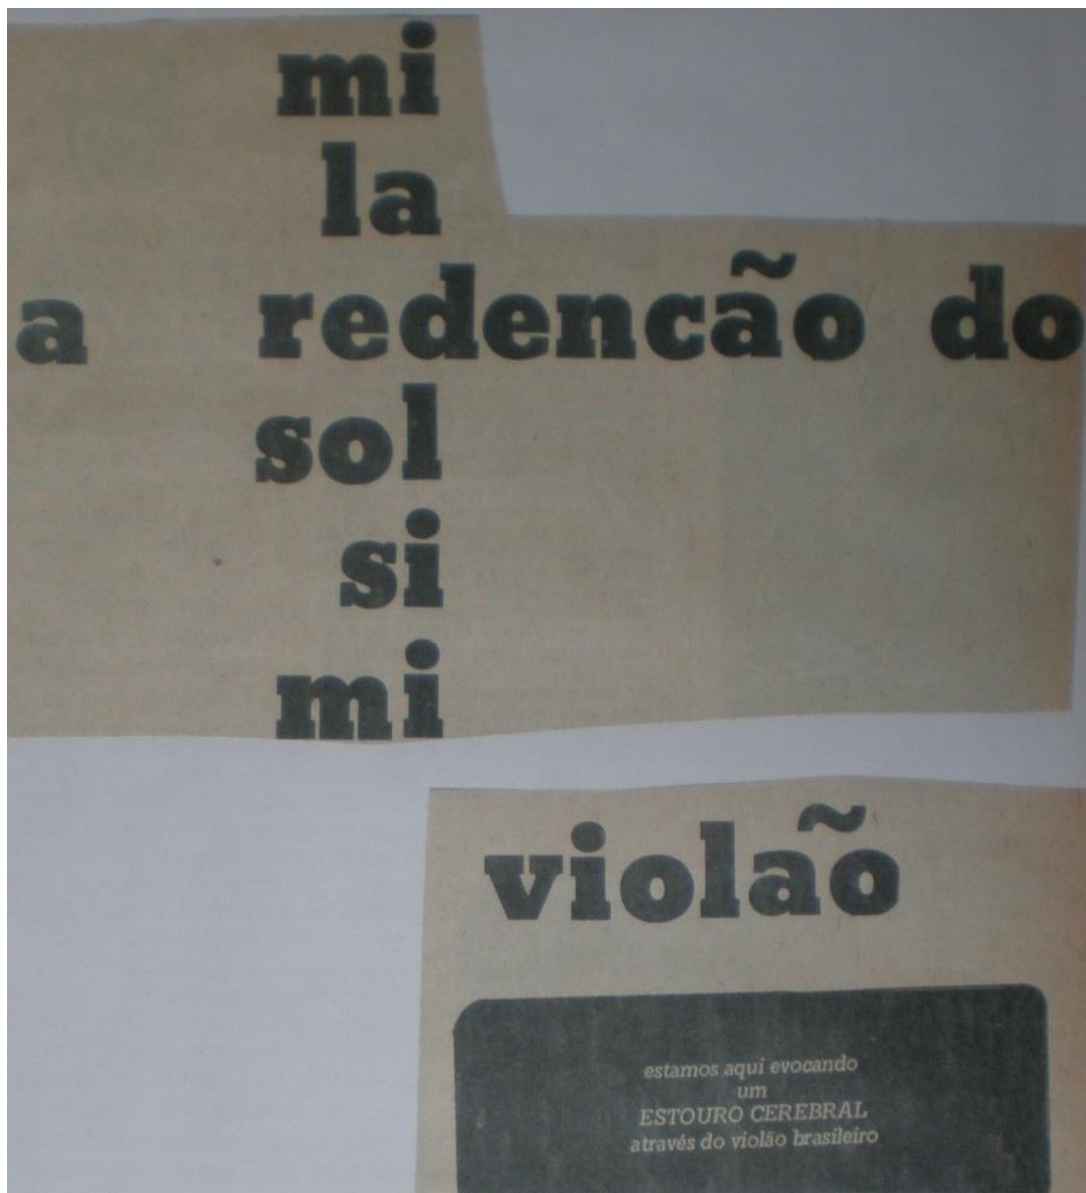 mi
la
a redencão do
sol
si
mi
violão
estamos aqui evocando
um
ESTOURO CEREBRAL
através do violão brasileiro